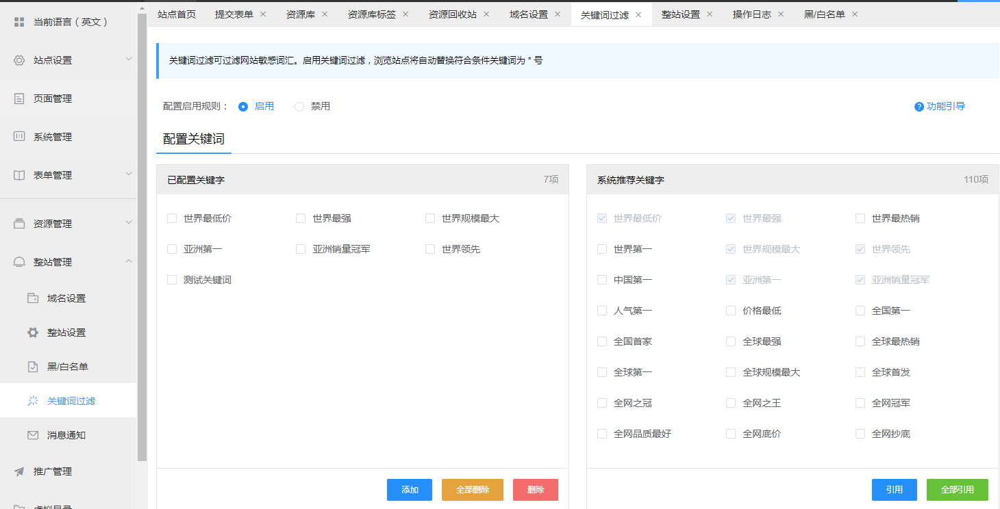 站点首页 提交表单 资源库 资源库标签 资源回收站 域名设置 关键词过滤 整站设置 操作日志 黑/白名单
当前语言（英文）
站点设置
页面管理
系统管理
表单管理
资源管理
整站管理
域名设置
整站设置
黑/白名单
关键词过滤
消息通知
推广管理
虚拟目录
关键词过滤可过滤网站敏感词汇。启用关键词过滤，浏览站点将自动替换符合条件关键词为 * 号
配置启用规则： 启用 禁用 功能引导
配置关键词
已配置关键字 7项
世界最低价 世界最强 世界规模最大
亚洲第一 亚洲销量冠军 世界领先
测试关键词
添加 全部删除 删除
系统推荐关键字 110项
世界最低价 世界最强 世界最热销
世界第一 世界规模最大 世界领先
中国第一 亚洲第一 亚洲销量冠军
人气第一 价格最低 全国第一
全国首家 全球最强 全球最热销
全球第一 全球规模最大 全球首发
全网之冠 全网之王 全网冠军
全网品质最好 全网底价 全网抄底
引用 全部引用